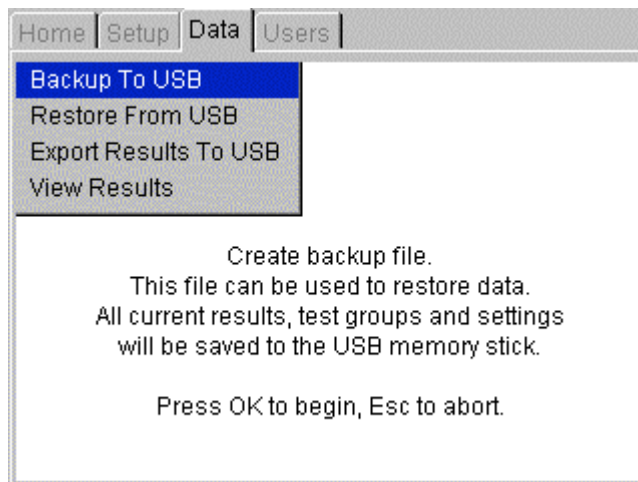 Home Setup Data Users
Backup To USB
Restore From USB
Export Results To USB
View Results
Create backup file.
This file can be used to restore data.
All current results, test groups and settings
will be saved to the USB memory stick.
Press OK to begin, Esc to abort.